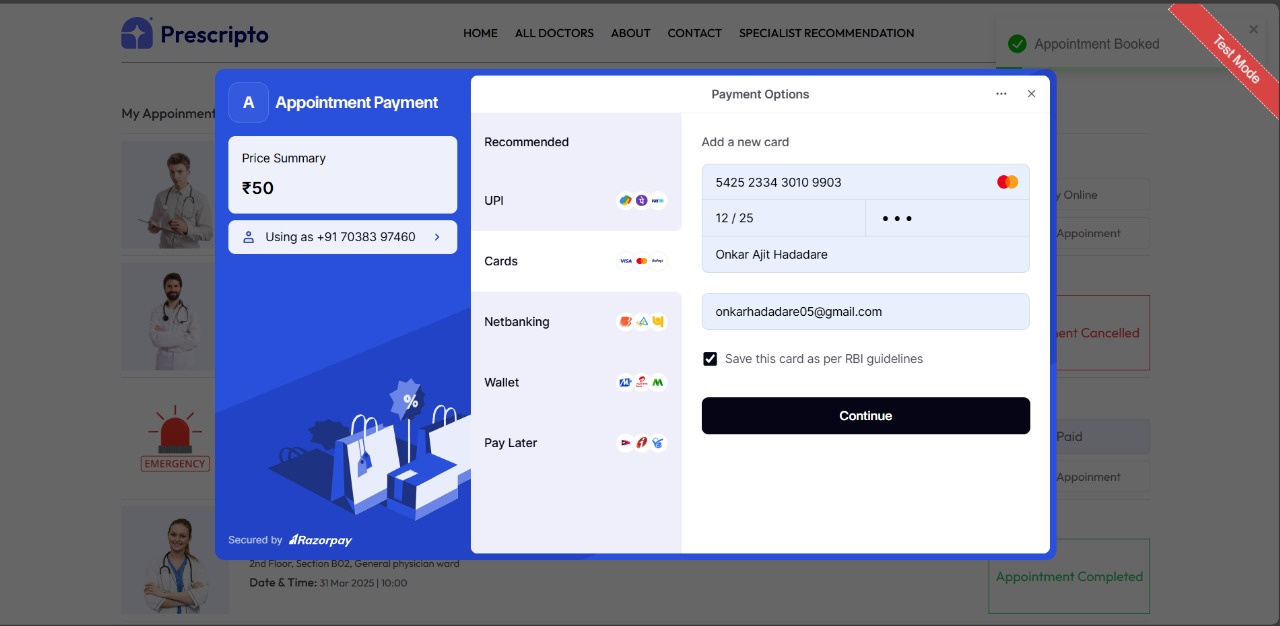 Prescripto
HOME ALL DOCTORS ABOUT CONTACT SPECIALIST RECOMMENDATION
Appointment Booked
Test Mode
My Appoinment
A Appointment Payment
Price Summary
₹50
Using as +91 70383 97460
Secured by Razorpay
Payment Options
Recommended
UPI
Cards
VISA
Netbanking
Wallet
Pay Later
Add a new card
5425 2334 3010 9903
12 / 25 •••
Onkar Ajit Hadadare
onkarhadadare05@gmail.com
Save this card as per RBI guidelines
Continue
y Online
Appoinment
ent Cancelled
EMERGENCY
Paid
Appoinment
2nd Floor, Section B02, General physician ward
Date & Time: 31 Mar 2025 | 10:00
Appointment Completed